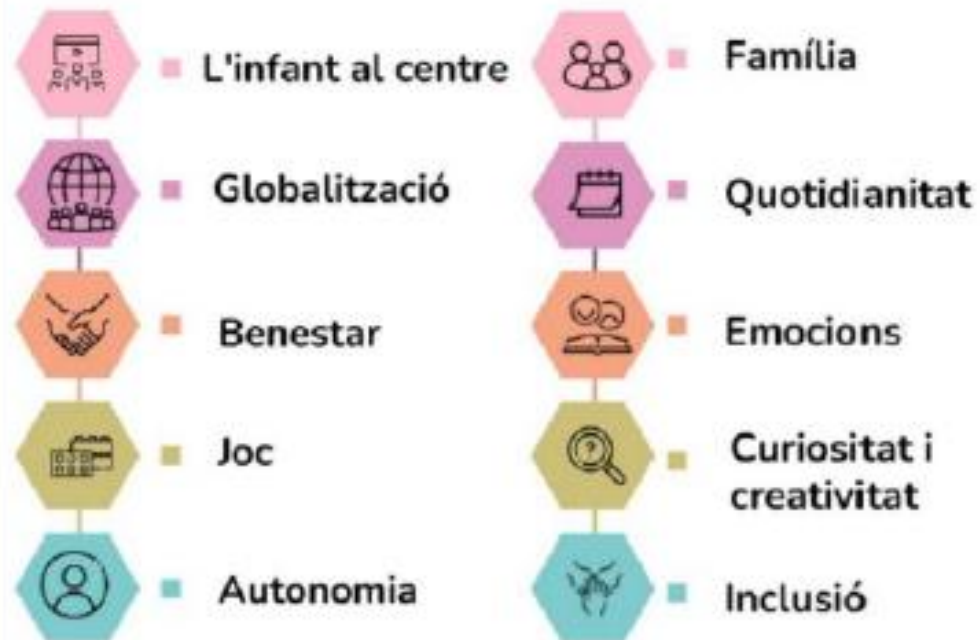 L'infant al centre
Globalització
Benestar
Joc
Autonomia
Família
Quotidianitat
Emocions
Curiositat i
creativitat
Inclusió